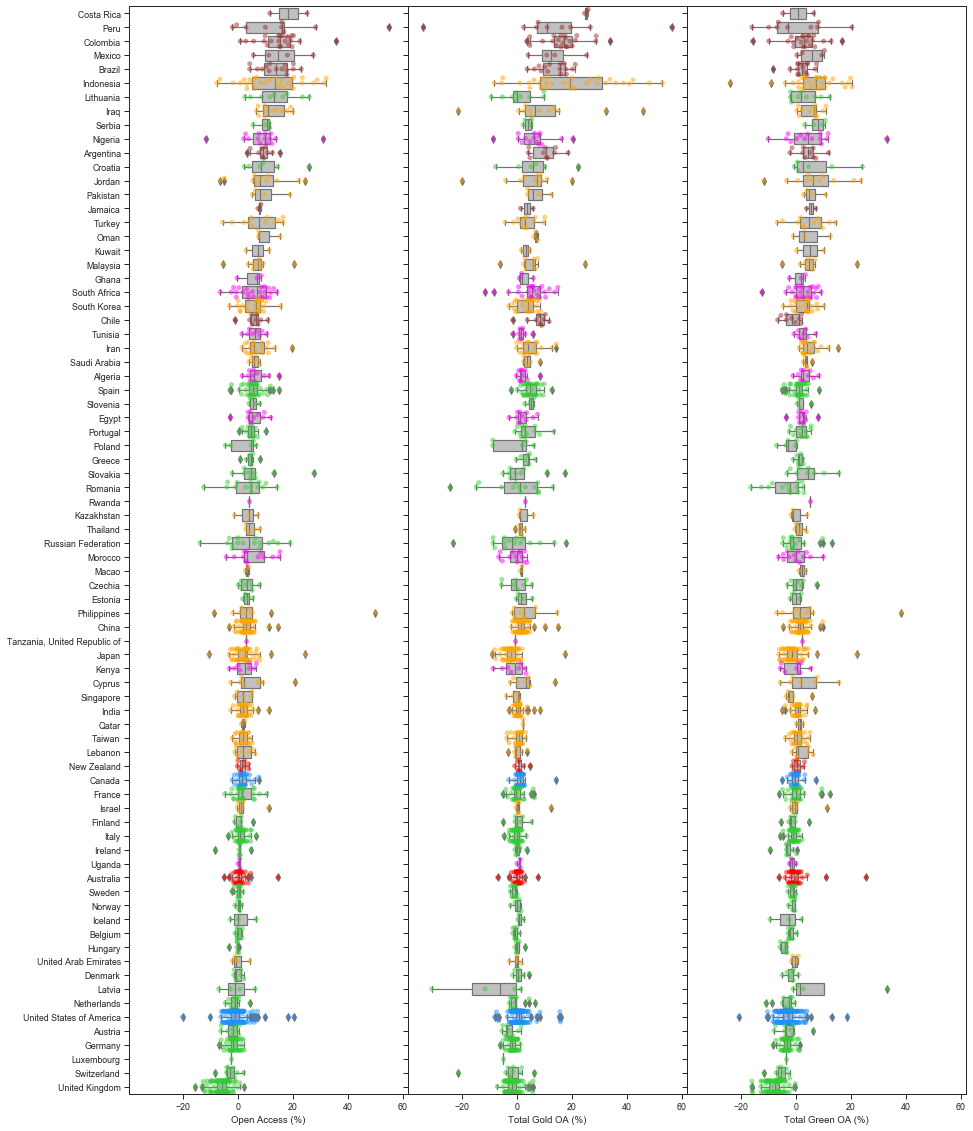 Costa Rica
Peru
Colombia
Mexico
Brazil
Indonesia
Lithuania
Iraq
Serbia
Nigeria
Argentina
Croatia
Jordan
Pakistan
Jamaica
Turkey
Oman
Kuwait
Malaysia
Ghana
South Africa
South Korea
Chile
Tunisia
Iran
Saudi Arabia
Algeria
Spain
Slovenia
Egypt
Portugal
Poland
Greece
Slovakia
Romania
Rwanda
Kazakhstan
Thailand
Russian Federation
Morocco
Macao
Czechia
Estonia
Philippines
China
Tanzania, United Republic of
Japan
Kenya
Cyprus
Singapore
India
Qatar
Taiwan
Lebanon
New Zealand
Canada
France
Israel
Finland
Italy
Ireland
Uganda
Australia
Sweden
Norway
Iceland
Belgium
Hungary
United Arab Emirates
Denmark
Latvia
Netherlands
United States of America
Austria
Germany
Luxembourg
Switzerland
United Kingdom
−20 0 20 40 60 −20 0 20 40 60 −20 0 20 40 60
Open Access (%) Total Gold OA (%) Total Green OA (%)